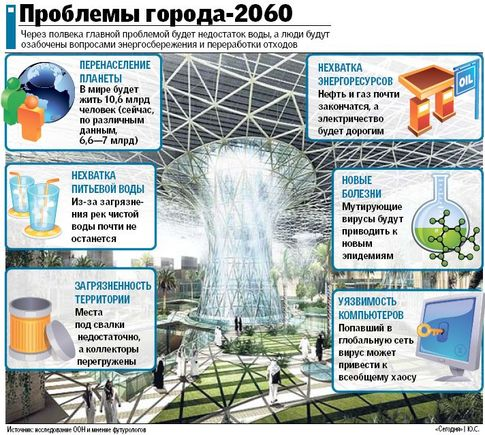 Проблемы города-2060
Через полвека главной проблемой будет недостаток воды, а люди будут
озабочены вопросами энергосбережения и переработки отходов
ПЕРЕНАСЕЛЕНИЕ
ПЛАНЕТЫ
В мире будет
жить 10,6 млрд
человек (сейчас,
по различным
данным,
6,6—7 млрд)
НЕХВАТКА
ЭНЕРГОРЕСУРСОВ
Нефть и газ почти
закончатся, а
электричество
будет дорогим
OIL
НЕХВАТКА
ПИТЬЕВОЙ ВОДЫ
Из-за загрязне-
ния рек чистой
воды почти не
останется
НОВЫЕ
БОЛЕЗНИ
Мутирующие
вирусы будут
приводить к
новым
эпидемиям
ЗАГРЯЗНЕННОСТЬ
ТЕРРИТОРИИ
Места
под свалки
недостаточно,
а коллекторы
перегружены
УЯЗВИМОСТЬ
КОМПЬЮТЕРОВ
Попавший в
глобальную сеть
вирус может
привести к
всеобщему хаосу
Источник: исследование ООН и мнение футурологов
«Сегодня» | Ю.С.